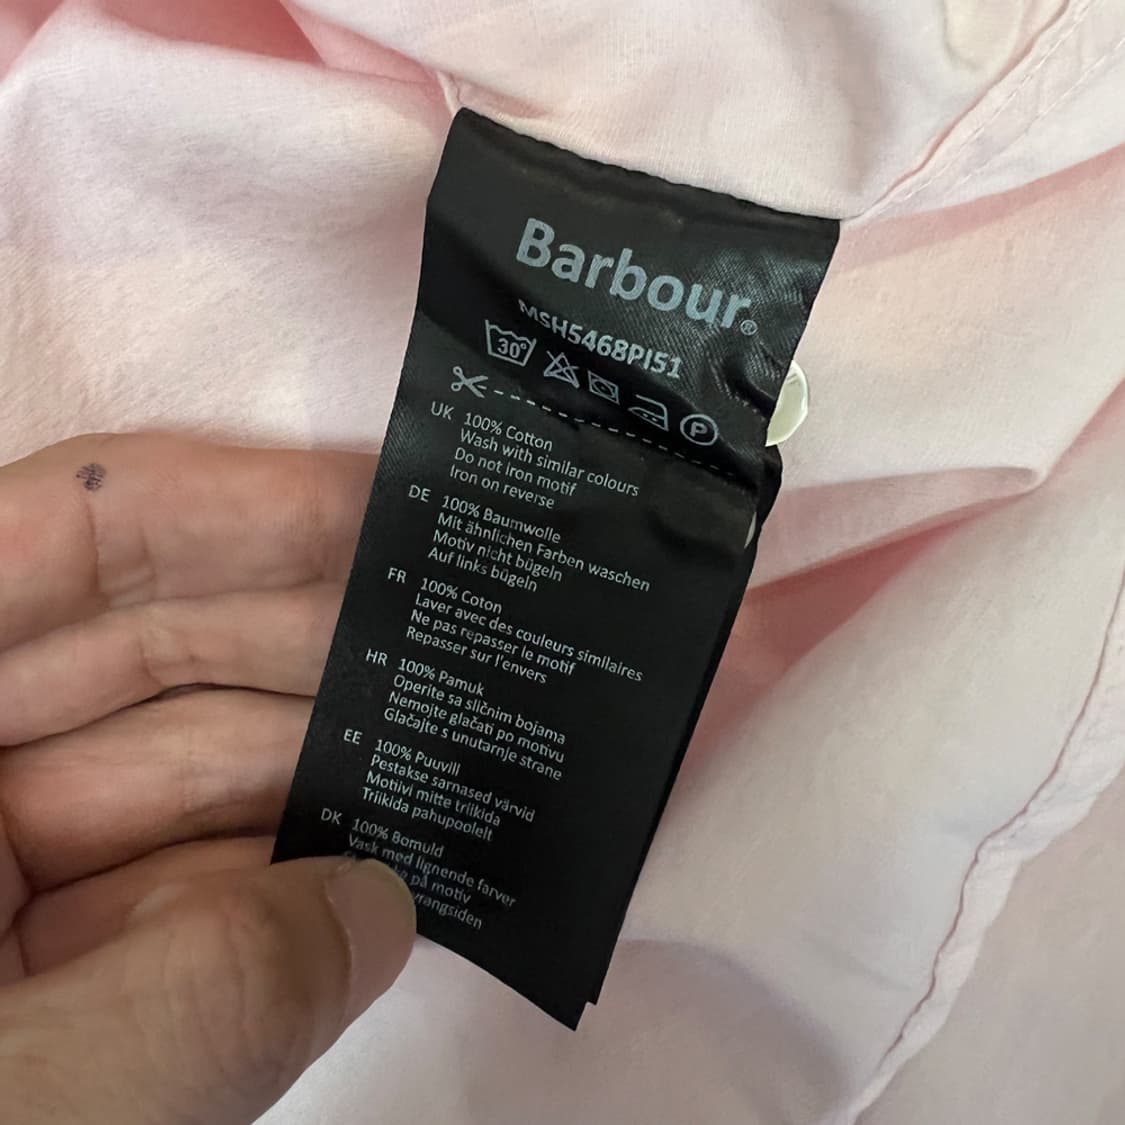 Barbour®
MSH5468PI51
30°
P
UK 100% Cotton
Wash with similar colours
Do not iron motif
Iron on reverse
DE 100% Baumwolle
Mit ähnlichen Farben waschen
Motiv nicht bügeln
Auf links bügeln
FR 100% Coton
Laver avec des couleurs similaires
Ne pas repasser le motif
Repasser sur l'envers
HR 100% Pamuk
Operite sa sličnim bojama
Nemojte glačati po motivu
Glačajte s unutarnje strane
EE 100% Puuvill
Pestakse sarnased värvid
Motiivi mitte triikida
Triikida pahupoolelt
DK 100% Bomuld
Vask med lignende farver
på motiv
vrangsiden